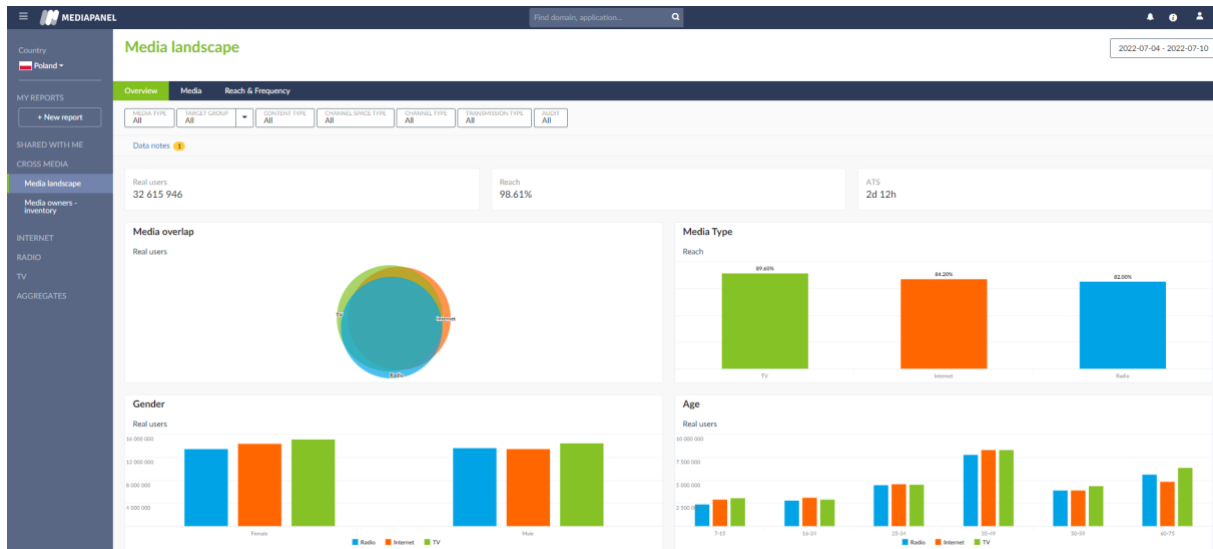 MEDIAPANEL
Find domain, application...
Country
Poland
MY REPORTS
+ New report
SHARED WITH ME
CROSS MEDIA
Media landscape
Media owners -
inventory
INTERNET
RADIO
TV
AGGREGATES
Media landscape
2022-07-04 - 2022-07-10
Overview Media Reach & Frequency
MEDIA TYPE TARGET GROUP CONTENT TYPE CHANNEL SPACE TYPE CHANNEL TYPE TRANSMISSION TYPE AUDIT
All All All All All All All
Data notes 1
Real users Reach ATS
32 615 946 98.61% 2d 12h
Media overlap
Real users
TV
Internet
Radio
Media Type
Reach
89.60% 84.20% 82.00%
TV Internet Radio
Gender
Real users
16 000 000
12 000 000
8 000 000
4 000 000
Female Male
Radio Internet TV
Age
Real users
10 000 000
7 500 000
5 000 000
2 500 0
7-15 16-24 25-34 35-49 50-59 60-75
Radio Internet TV